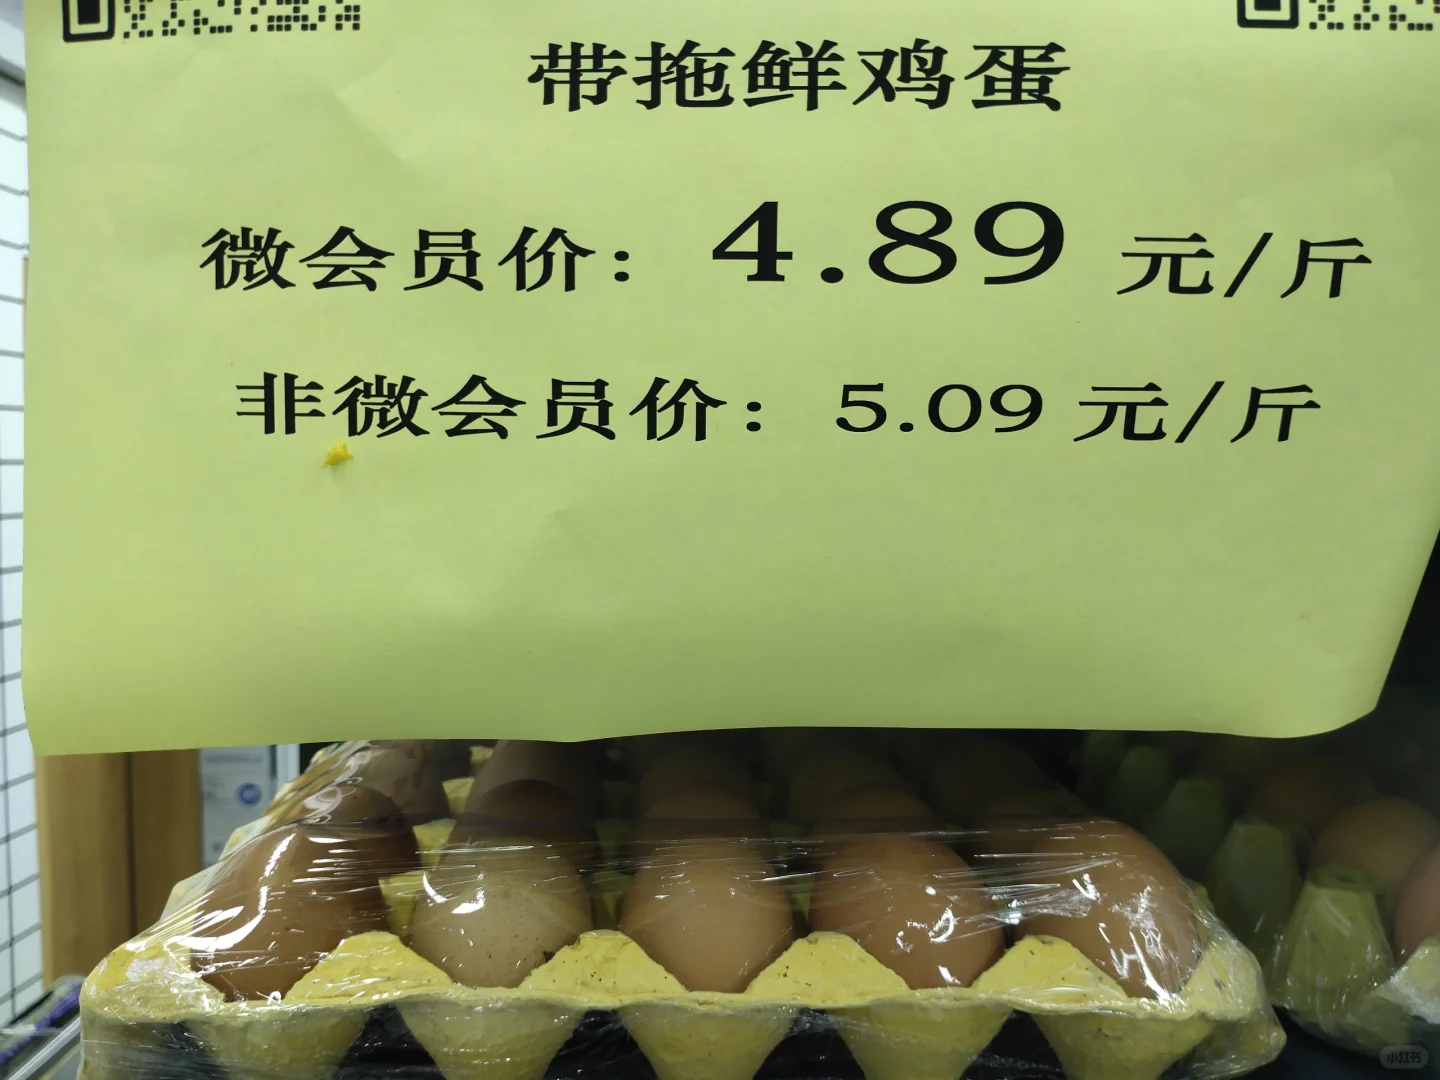 带拖鲜鸡蛋
微会员价：4.89 元/斤
非微会员价：5.09 元/斤
小红书